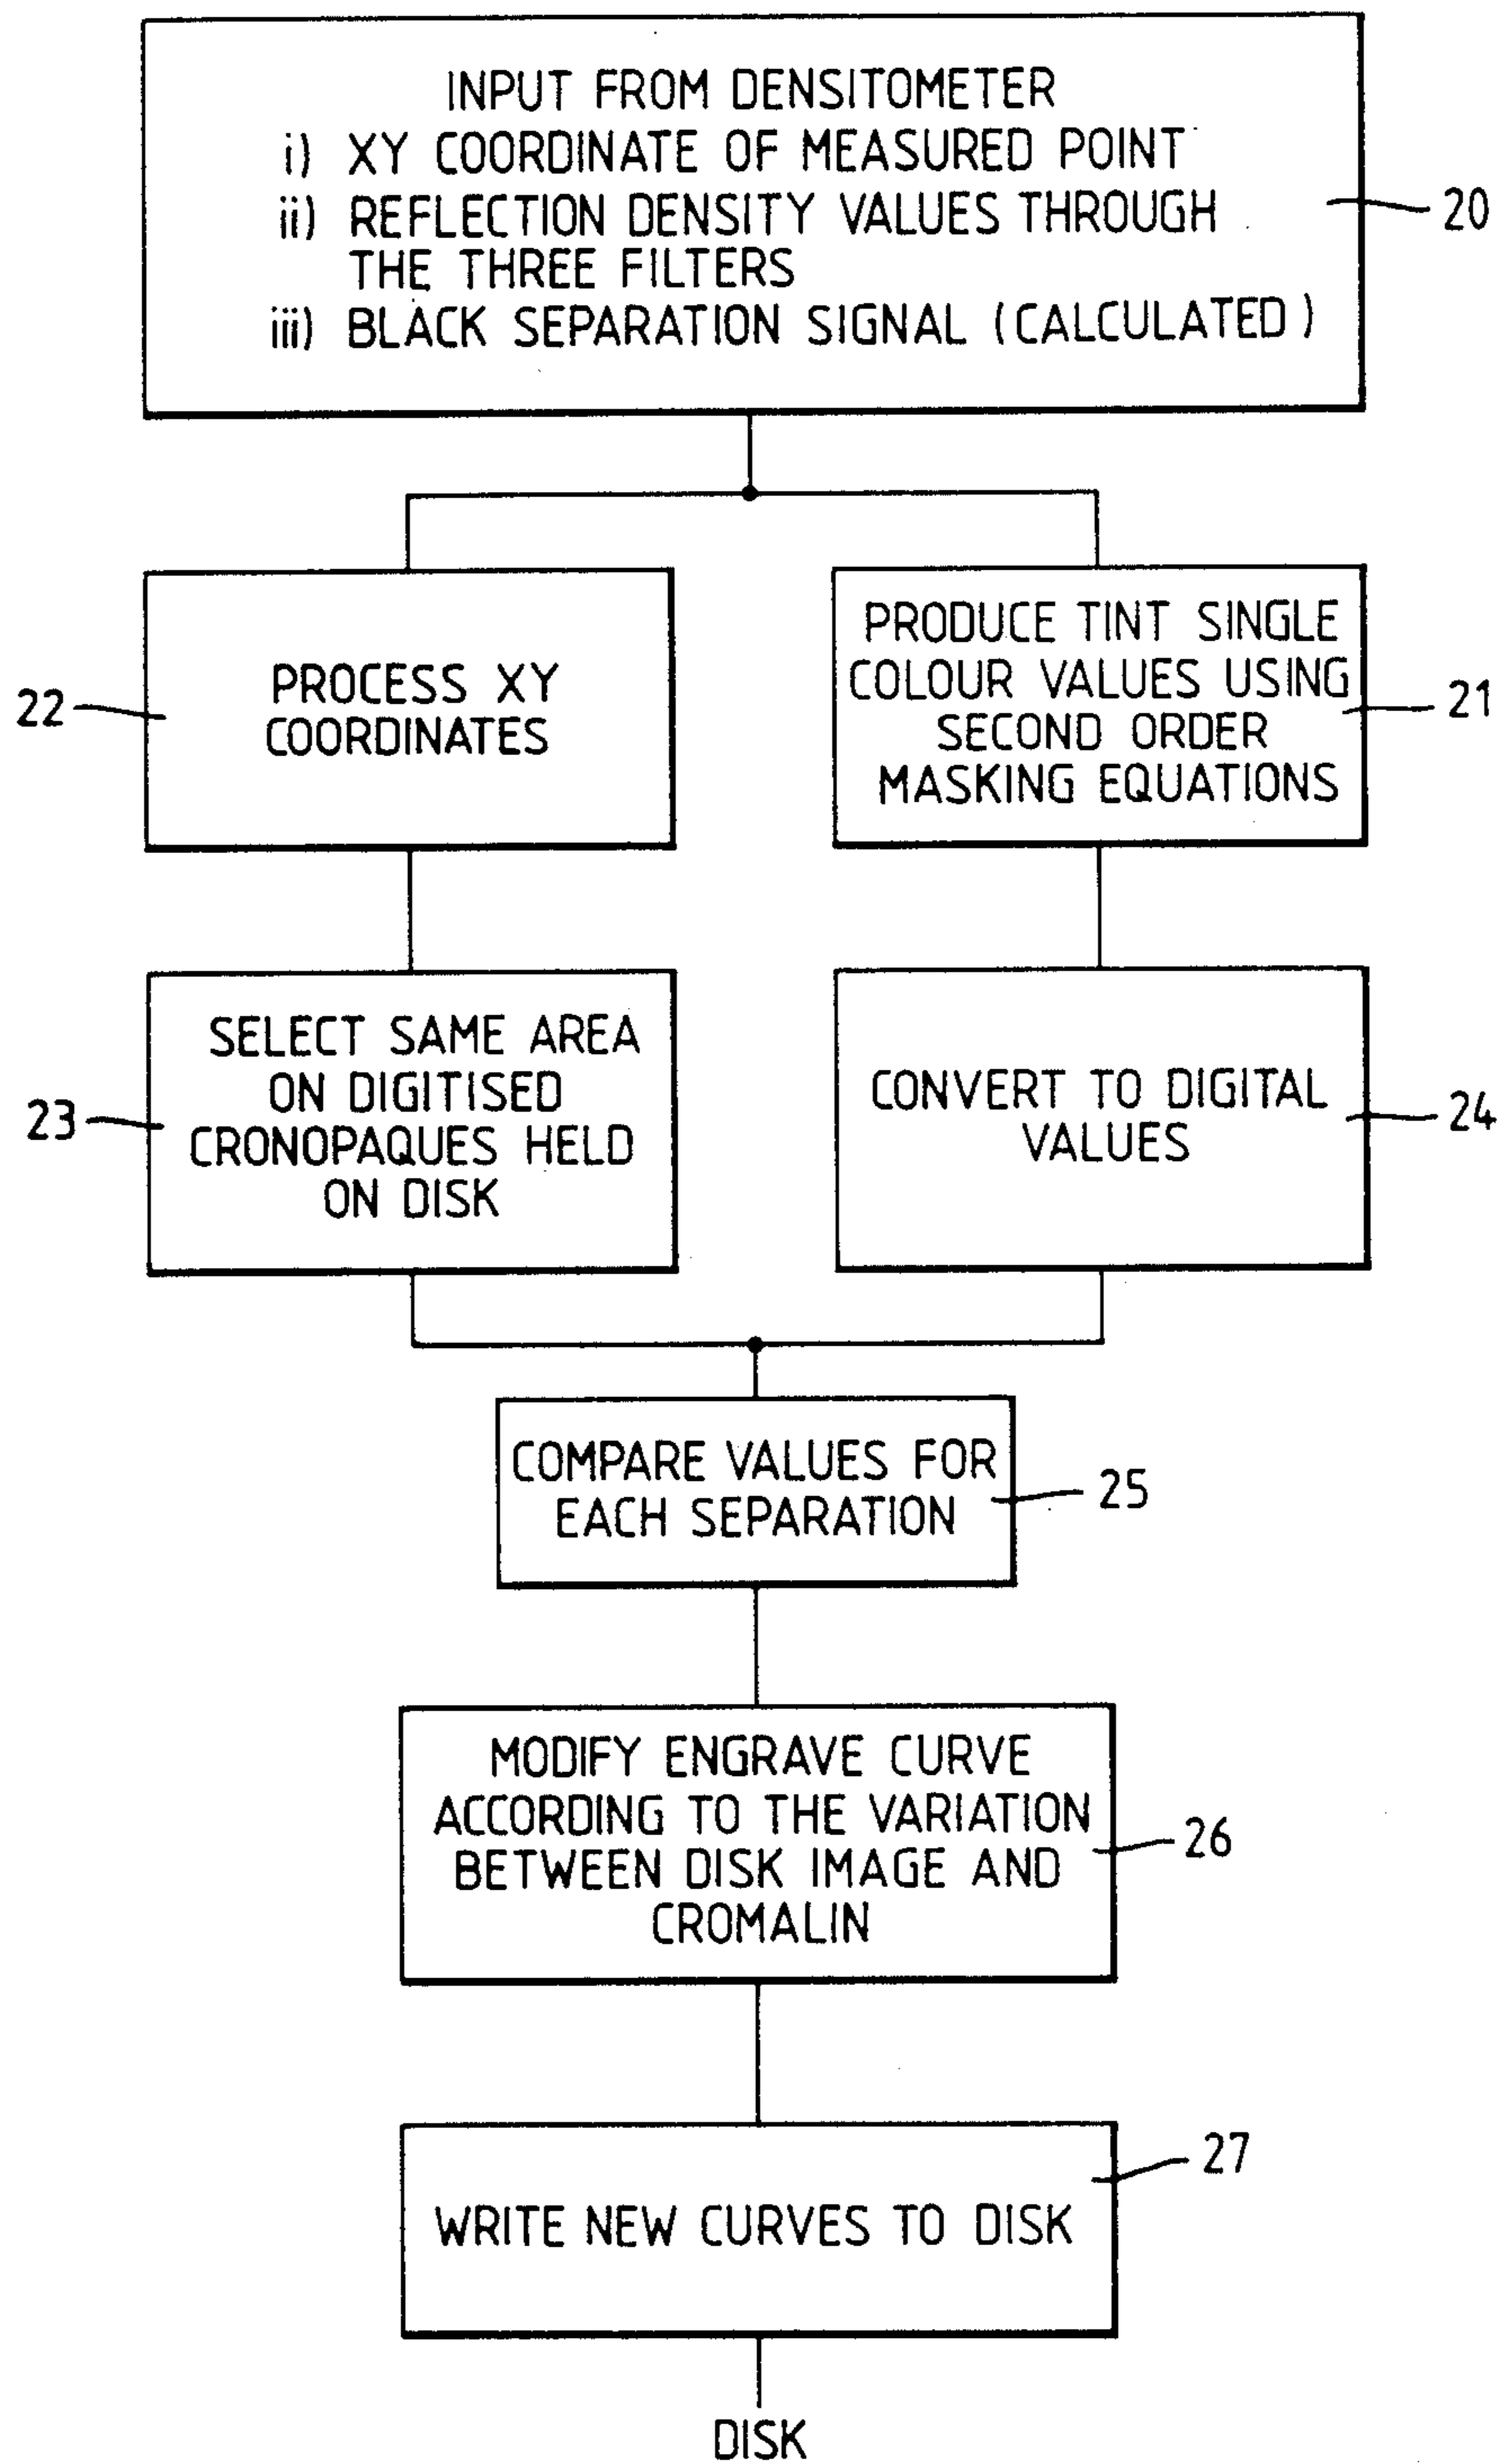 INPUT FROM DENSITOMETER
i) XY COORDINATE OF MEASURED POINT
ii) REFLECTION DENSITY VALUES THROUGH
THE THREE FILTERS
iii) BLACK SEPARATION SIGNAL (CALCULATED)
20
22
PROCESS XY
COORDINATES
PRODUCE TINT SINGLE
COLOUR VALUES USING
SECOND ORDER
MASKING EQUATIONS
21
23
SELECT SAME AREA
ON DIGITISED
CRONOPAQUES HELD
ON DISK
CONVERT TO DIGITAL
VALUES
24
COMPARE VALUES FOR
EACH SEPARATION
25
MODIFY ENGRAVE CURVE
ACCORDING TO THE VARIATION
BETWEEN DISK IMAGE AND
CROMALIN
26
27
WRITE NEW CURVES TO DISK
DISK